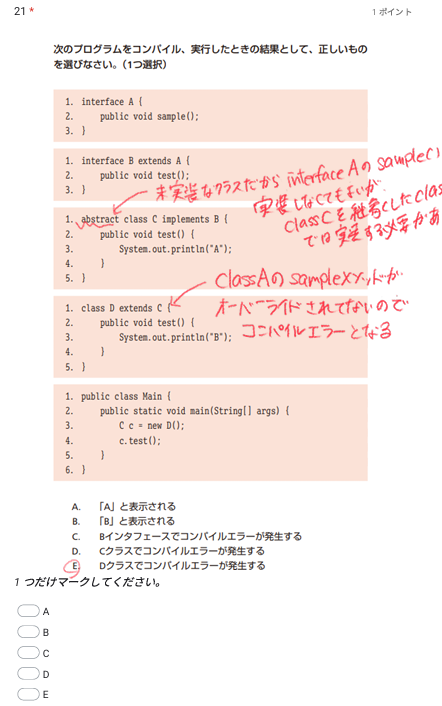 21 *
1 ポイント
次のプログラムをコンパイル、実行したときの結果として、正しいもの
を選びなさい。（1つ選択）
1. interface A {
2. public void sample();
3. }
1. interface B extends A {
2. public void test();
3. }
未実装なクラスだから interface Aの sample()
実装しなくてもよいが
class Cを継承したclas
では実装する必要があ
1. abstract class C implements B {
2. public void test() {
3. System.out.println("A");
4. }
5. }
class Aの sampleメソッドが
オーバーライドされてないので
コンパイルエラーとなる
1. class D extends C {
2. public void test() {
3. System.out.println("B");
4. }
5. }
1. public class Main {
2. public static void main(String[] args) {
3. C c = new D();
4. c.test();
5. }
6. }
A. 「A」と表示される
B. 「B」と表示される
C. Bインタフェースでコンパイルエラーが発生する
D. Cクラスでコンパイルエラーが発生する
E. Dクラスでコンパイルエラーが発生する
1 つだけマークしてください。
A
B
C
D
E